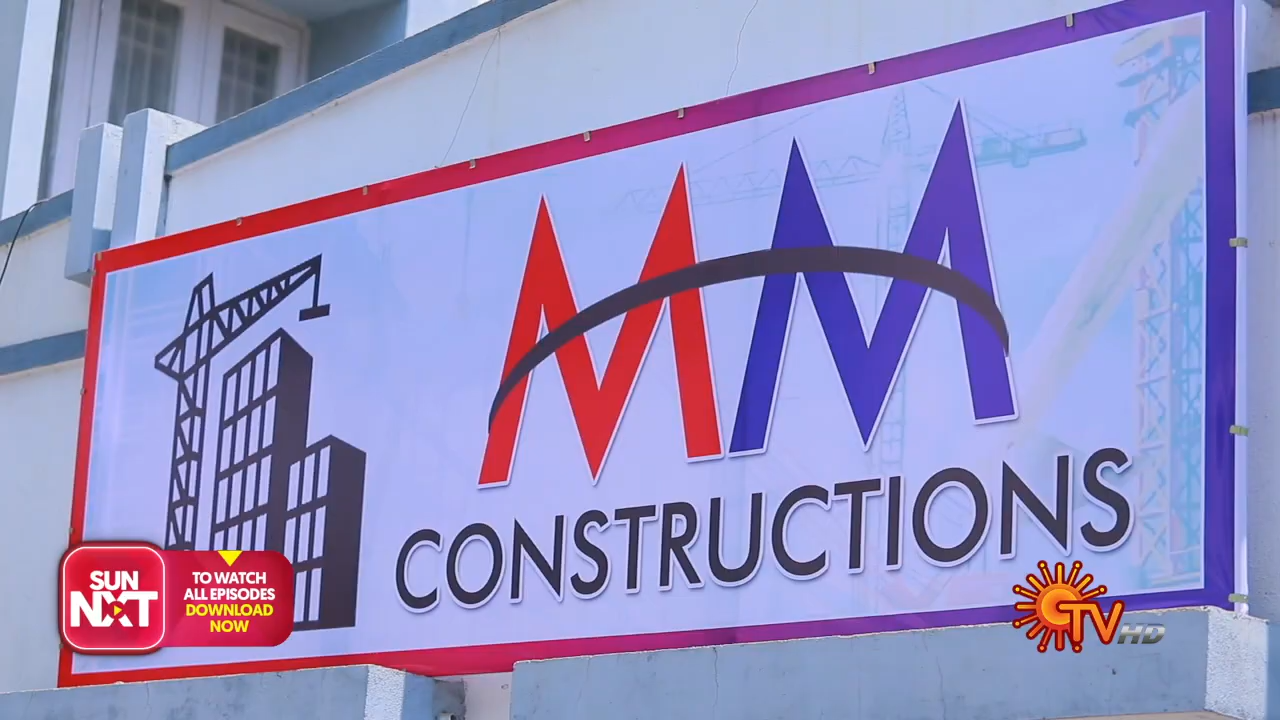 MM
CONSTRUCTIONS
SUN
NXT
TO WATCH
ALL EPISODES
DOWNLOAD
NOW
TV HD